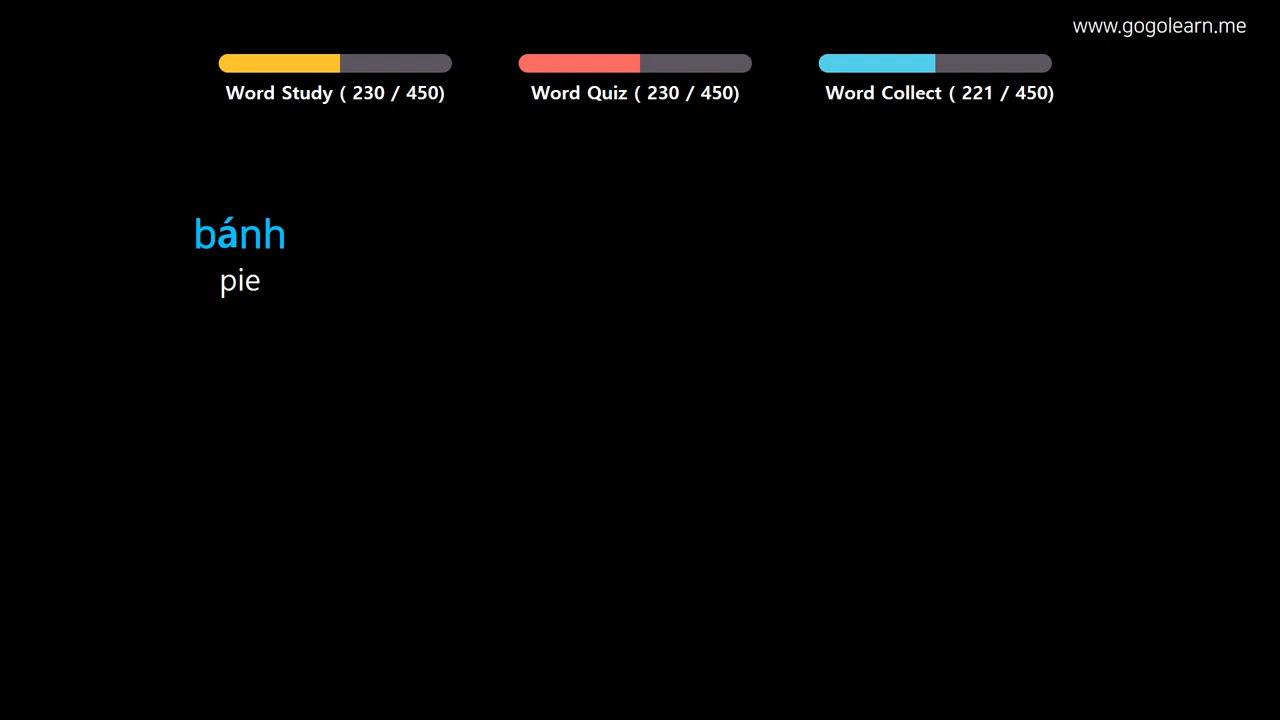 www.gogolearn.me
Word Study ( 230 / 450)
Word Quiz ( 230 / 450)
Word Collect ( 221 / 450)
bánh
pie